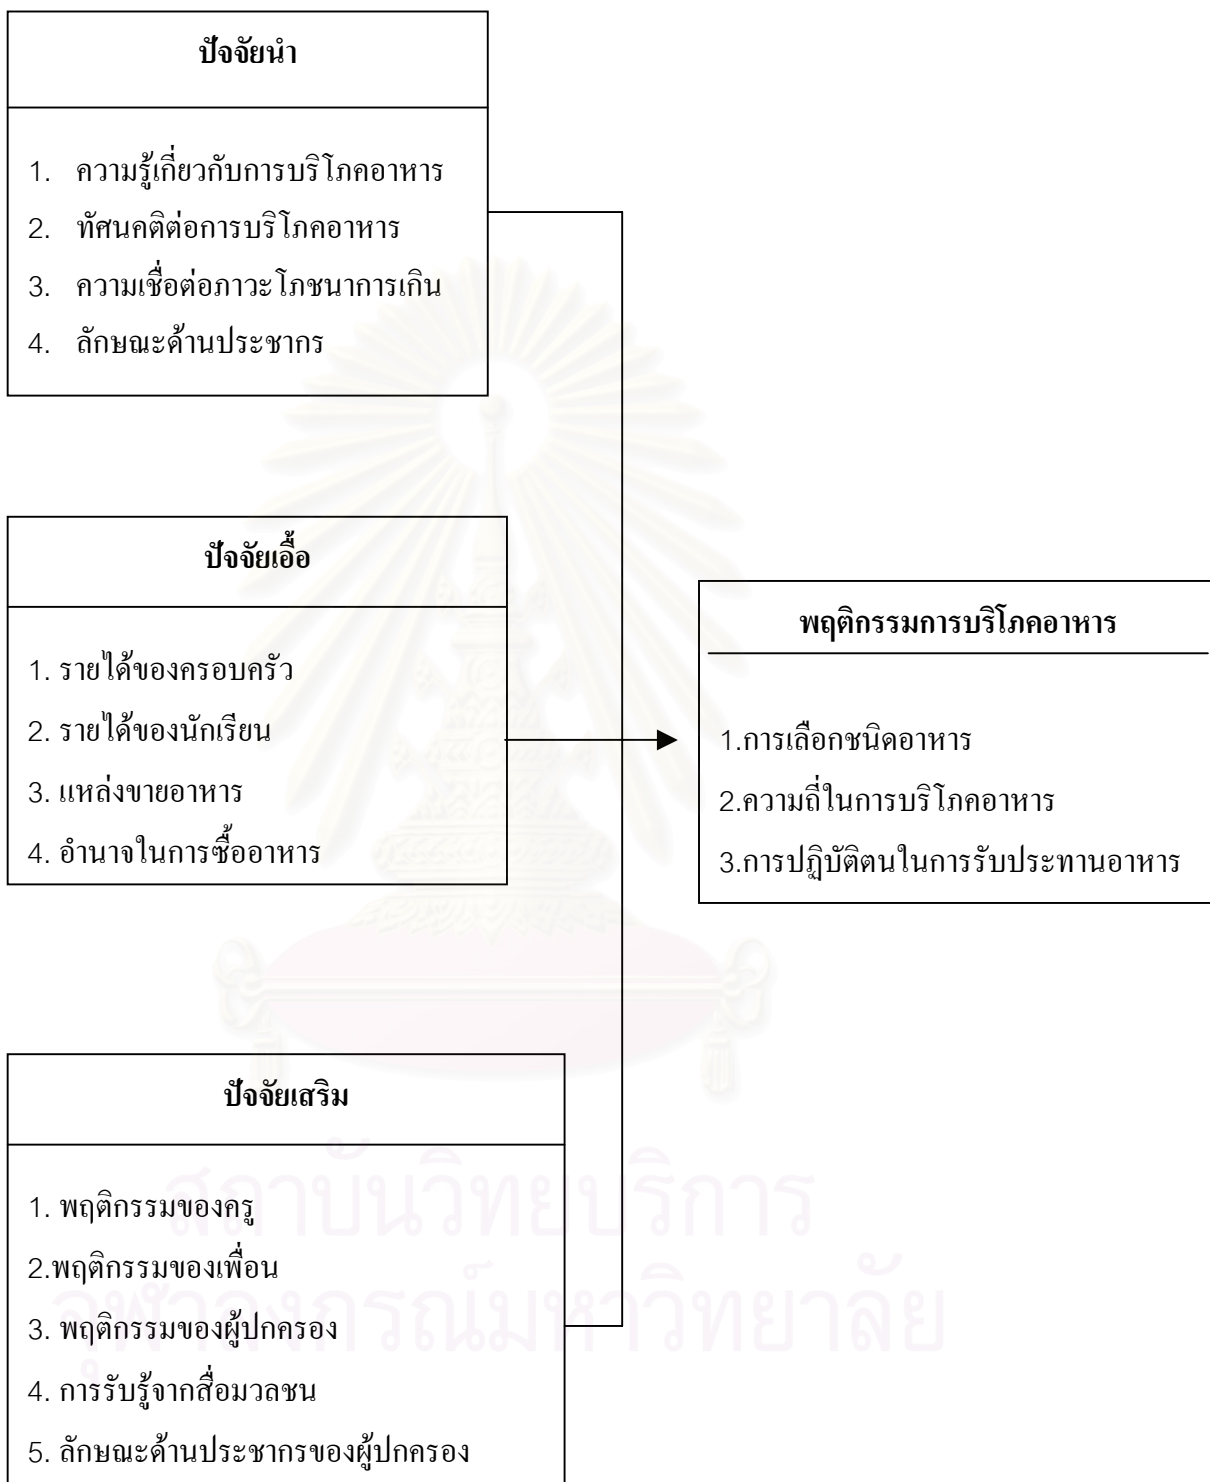 ปัจจัยนำ
1. ความรู้เกี่ยวกับการบริโภคอาหาร
2. ทัศนคติต่อการบริโภคอาหาร
3. ความเชื่อต่อภาวะโภชนาการเกิน
4. ลักษณะด้านประชากร
ปัจจัยเอื้อ
1. รายได้ของครอบครัว
2. รายได้ของนักเรียน
3. แหล่งขายอาหาร
4. อำนาจในการซื้ออาหาร
พฤติกรรมการบริโภคอาหาร
1.การเลือกชนิดอาหาร
2.ความถี่ในการบริโภคอาหาร
3.การปฏิบัติตนในการรับประทานอาหาร
ปัจจัยเสริม
1. พฤติกรรมของครู
2.พฤติกรรมของเพื่อน
3. พฤติกรรมของผู้ปกครอง
4. การรับรู้จากสื่อมวลชน
5. ลักษณะด้านประชากรของผู้ปกครอง
สถาบันวิทยบริการ
จุฬาลงกรณ์มหาวิทยาลัย